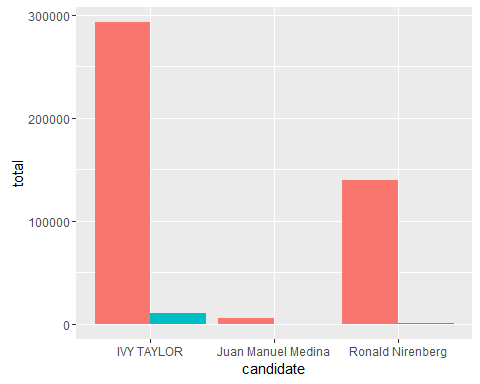 300000
200000
100000
0
total
IVY TAYLOR
Juan Manuel Medina
Ronald Nirenberg
candidate